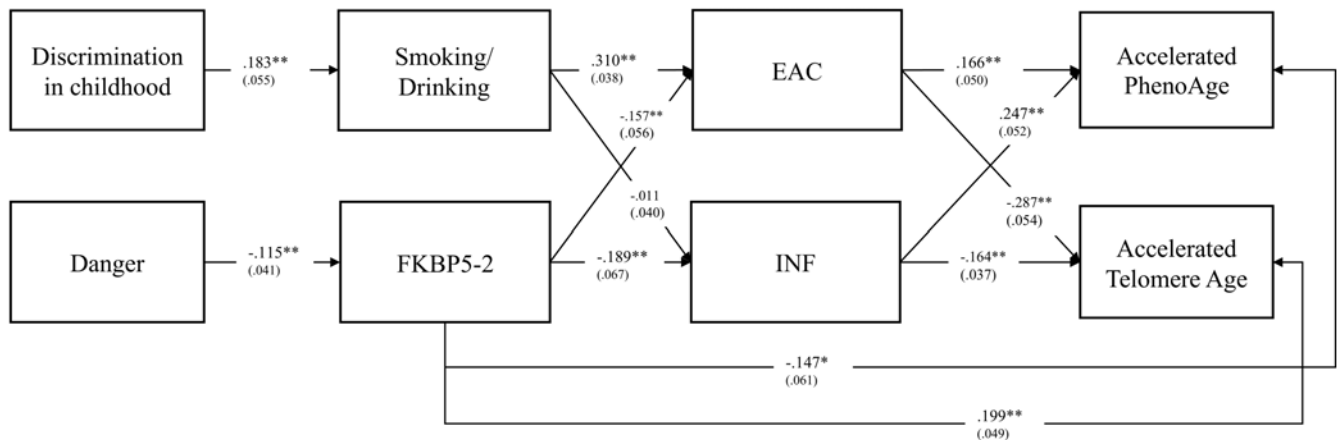 Discrimination
in childhood
.183**
(.055)
Smoking/
Drinking
.310**
(.038)
EAC
.166**
(.050)
Accelerated
PhenoAge
-.157**
(.056)
.247**
(.052)
-.011
(.040)
-.287**
(.054)
Danger
-.115**
(.041)
FKBP5-2
-.189**
(.067)
INF
-.164**
(.037)
Accelerated
Telomere Age
-.147*
(.061)
.199**
(.049)